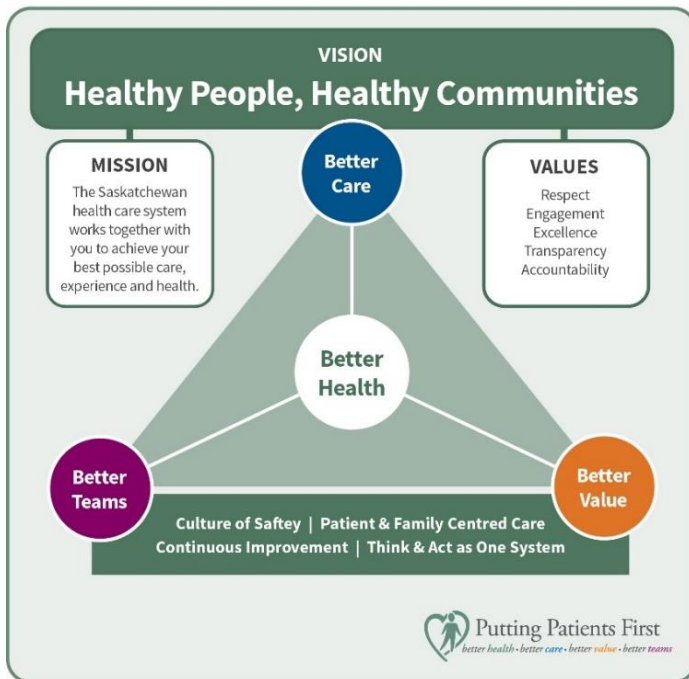 VISION
Healthy People, Healthy Communities
MISSION
The Saskatchewan
health care system
works together with
you to achieve your
best possible care,
experience and health.
Better
Care
VALUES
Respect
Engagement
Excellence
Transparency
Accountability
Better
Health
Better
Teams
Better
Value
Culture of Saftey | Patient & Family Centred Care
Continuous Improvement | Think & Act as One System
Putting Patients First
better health • better care • better value • better teams